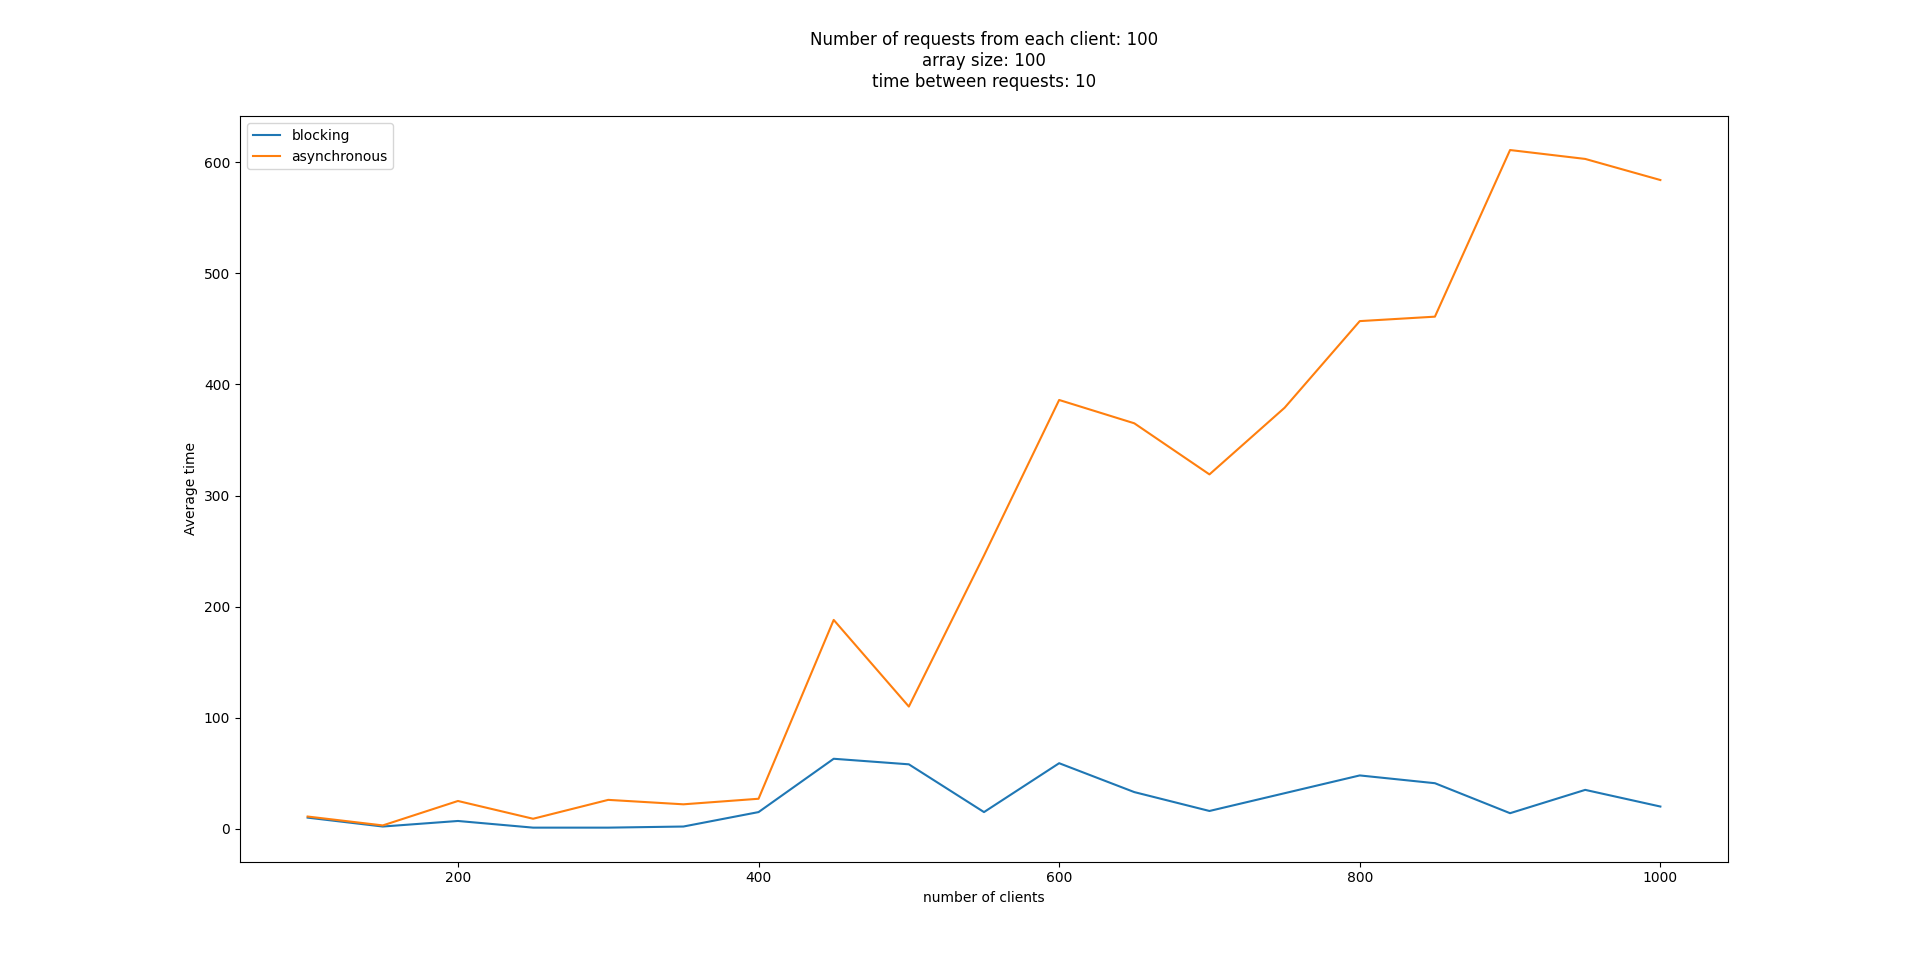 Number of requests from each client: 100
array size: 100
time between requests: 10
blocking
asynchronous
600
500
400
300
200
100
0
Average time
200
400
600
800
1000
number of clients